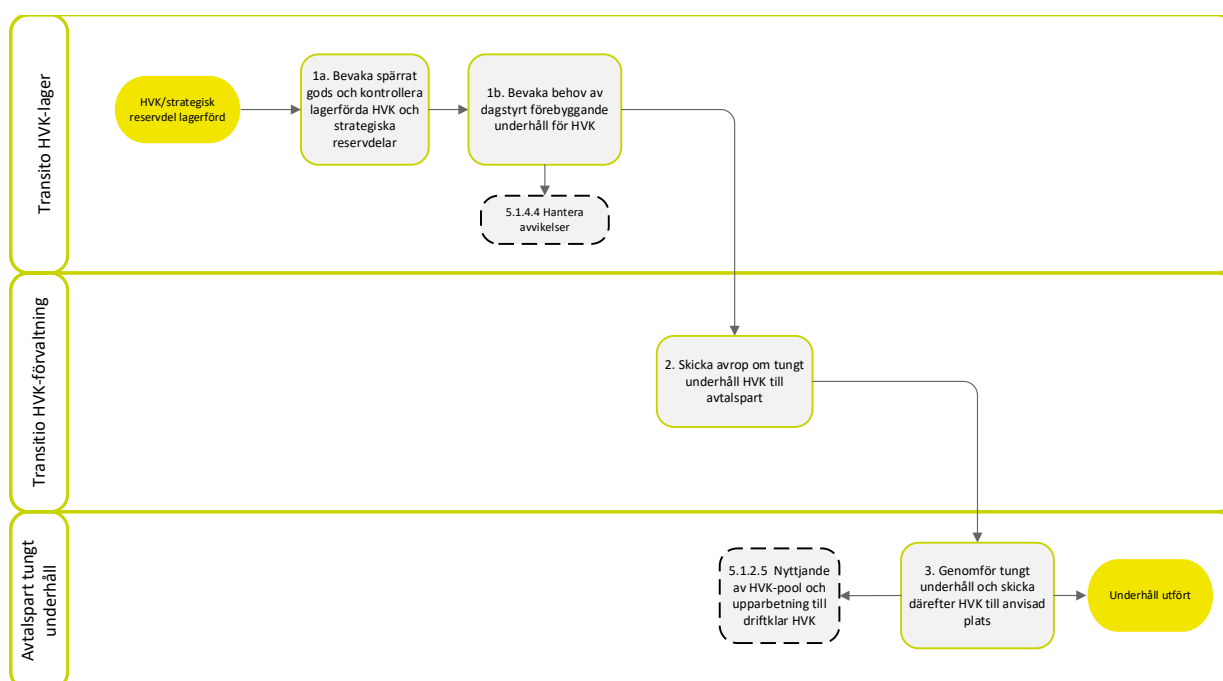 Transito HVK-lager
HVK/strategisk
reservdel lagerförd
1a. Bevaka spärrat
gods och kontrollera
lagerförda HVK och
strategiska
reservdelar
1b. Bevaka behov av
dagstyrt förebyggande
underhåll för HVK
5.1.4.4 Hantera
avvikelser
Transitio HVK-förvaltning
2. Skicka avrop om tungt
underhåll HVK till
avtalspart
Avtalspart tungt
underhåll
5.1.2.5 Nyttjande
av HVK-pool och
upparbetning till
driftklar HVK
3. Genomför tungt
underhåll och skicka
därefter HVK till anvisad
plats
Underhåll utfört